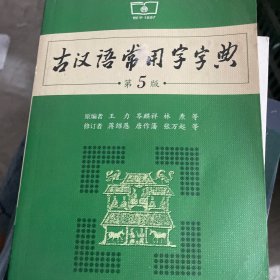 古汉语常用字字典
·第5版·
原编者 王力 岑麒祥 林焘 等
修订者 蒋绍愚 唐作藩 张万起 等